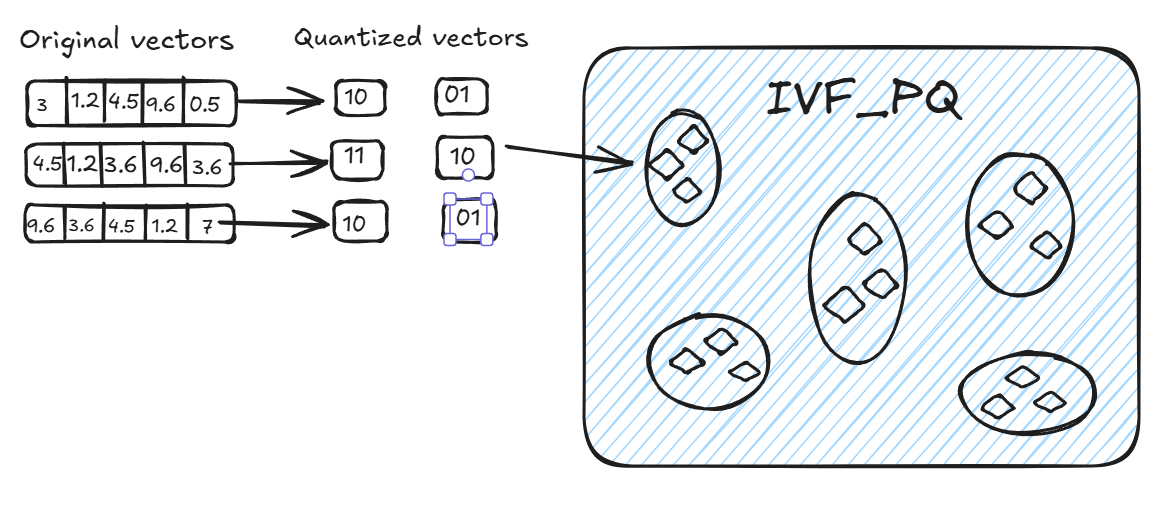 Original vectors
Quantized vectors
IVF_PQ
3 1.2 4.5 9.6 0.5
10 01
4.5 1.2 3.6 9.6 3.6
11 10
9.6 3.6 4.5 1.2 7
10 01